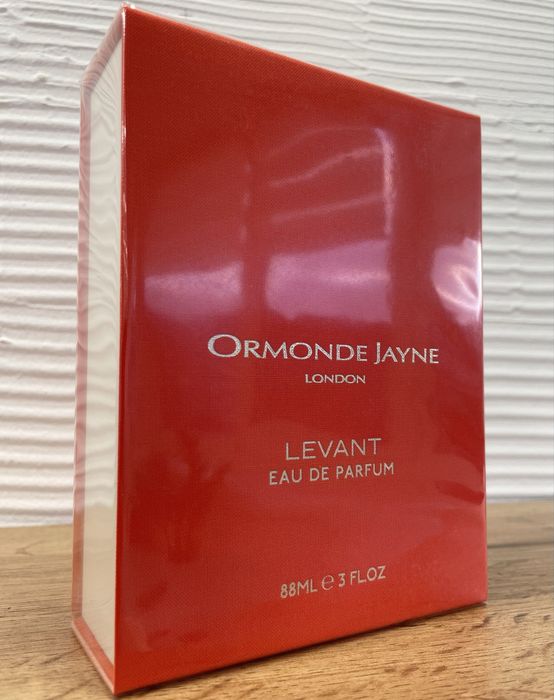 ORMONDE JAYNE
LONDON
LEVANT
EAU DE PARFUM
88ML e 3 FL OZ